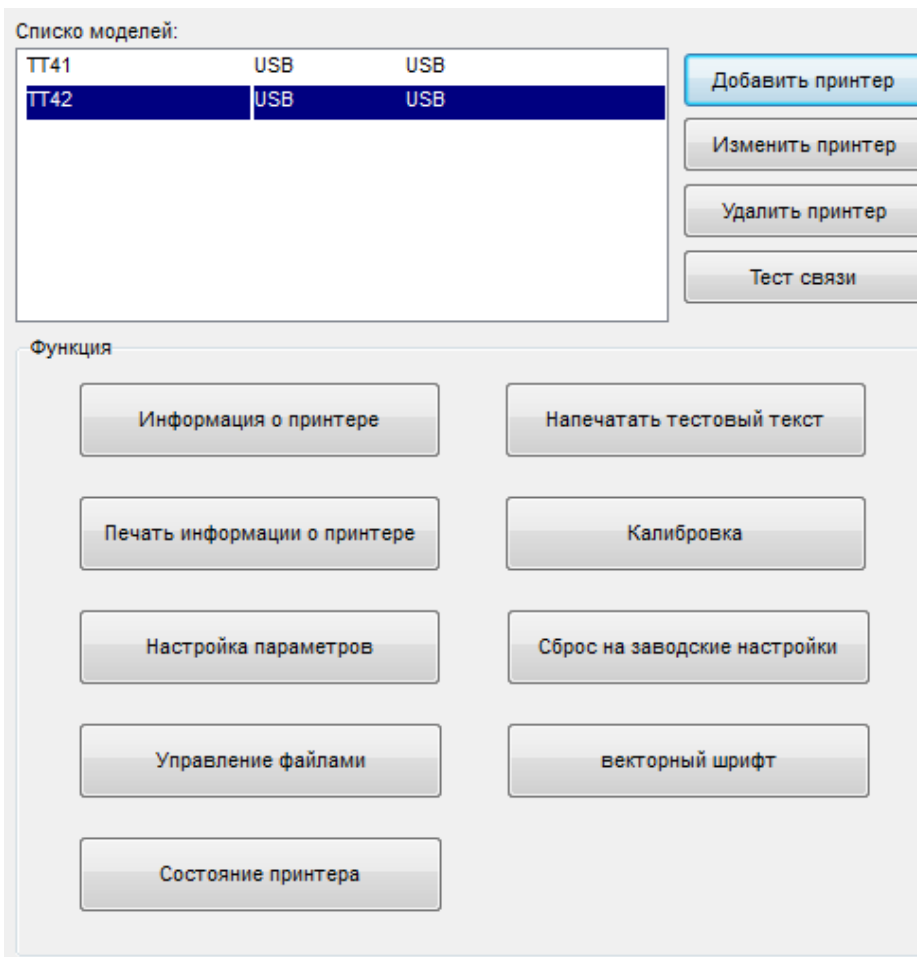 Списко моделей:
TT41 USB USB
TT42 USB USB
Добавить принтер
Изменить принтер
Удалить принтер
Тест связи
Функция
Информация о принтере
Напечатать тестовый текст
Печать информации о принтере
Калибровка
Настройка параметров
Сброс на заводские настройки
Управление файлами
векторный шрифт
Состояние принтера